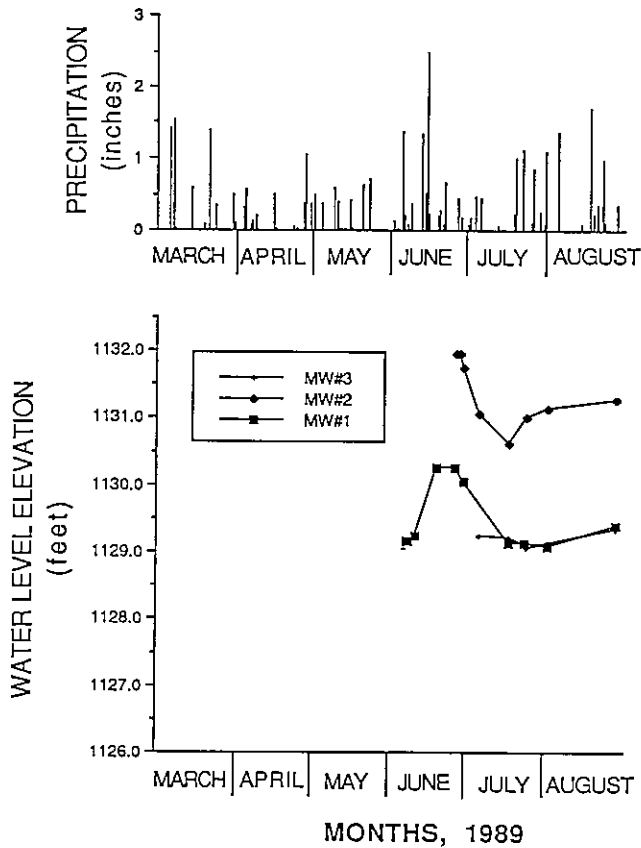 PRECIPITATION
(inches)
3
2
1
0
MARCH APRIL MAY JUNE JULY AUGUST
WATER LEVEL ELEVATION
(feet)
1132.0
1131.0
1130.0
1129.0
1128.0
1127.0
1126.0
MW#3
MW#2
MW#1
MARCH APRIL MAY JUNE JULY AUGUST
MONTHS, 1989